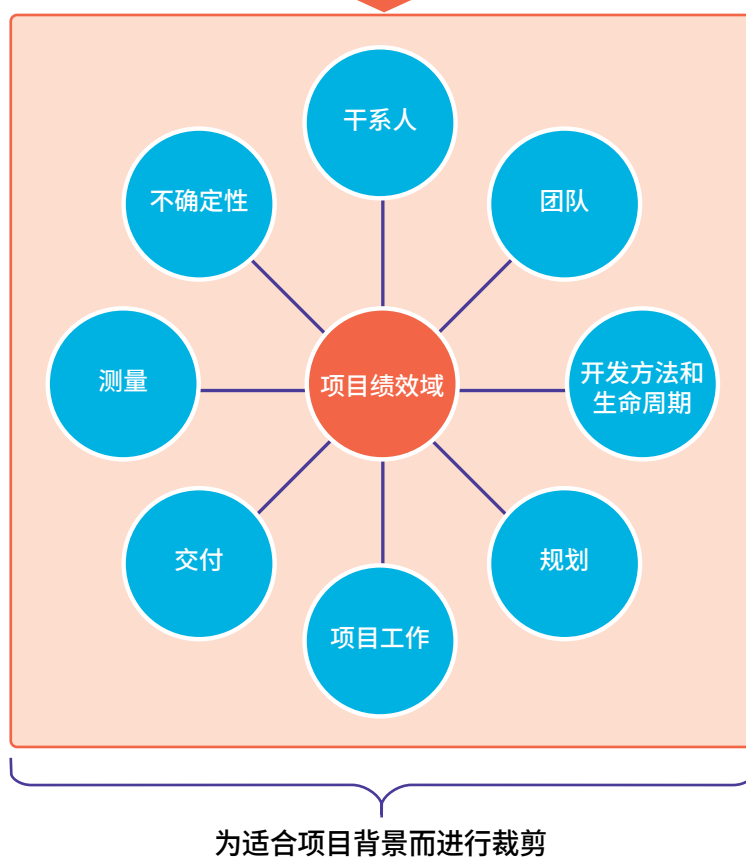 干系人
不确定性
团队
测量
项目绩效域
开发方法和
生命周期
交付
规划
项目工作
为适合项目背景而进行裁剪